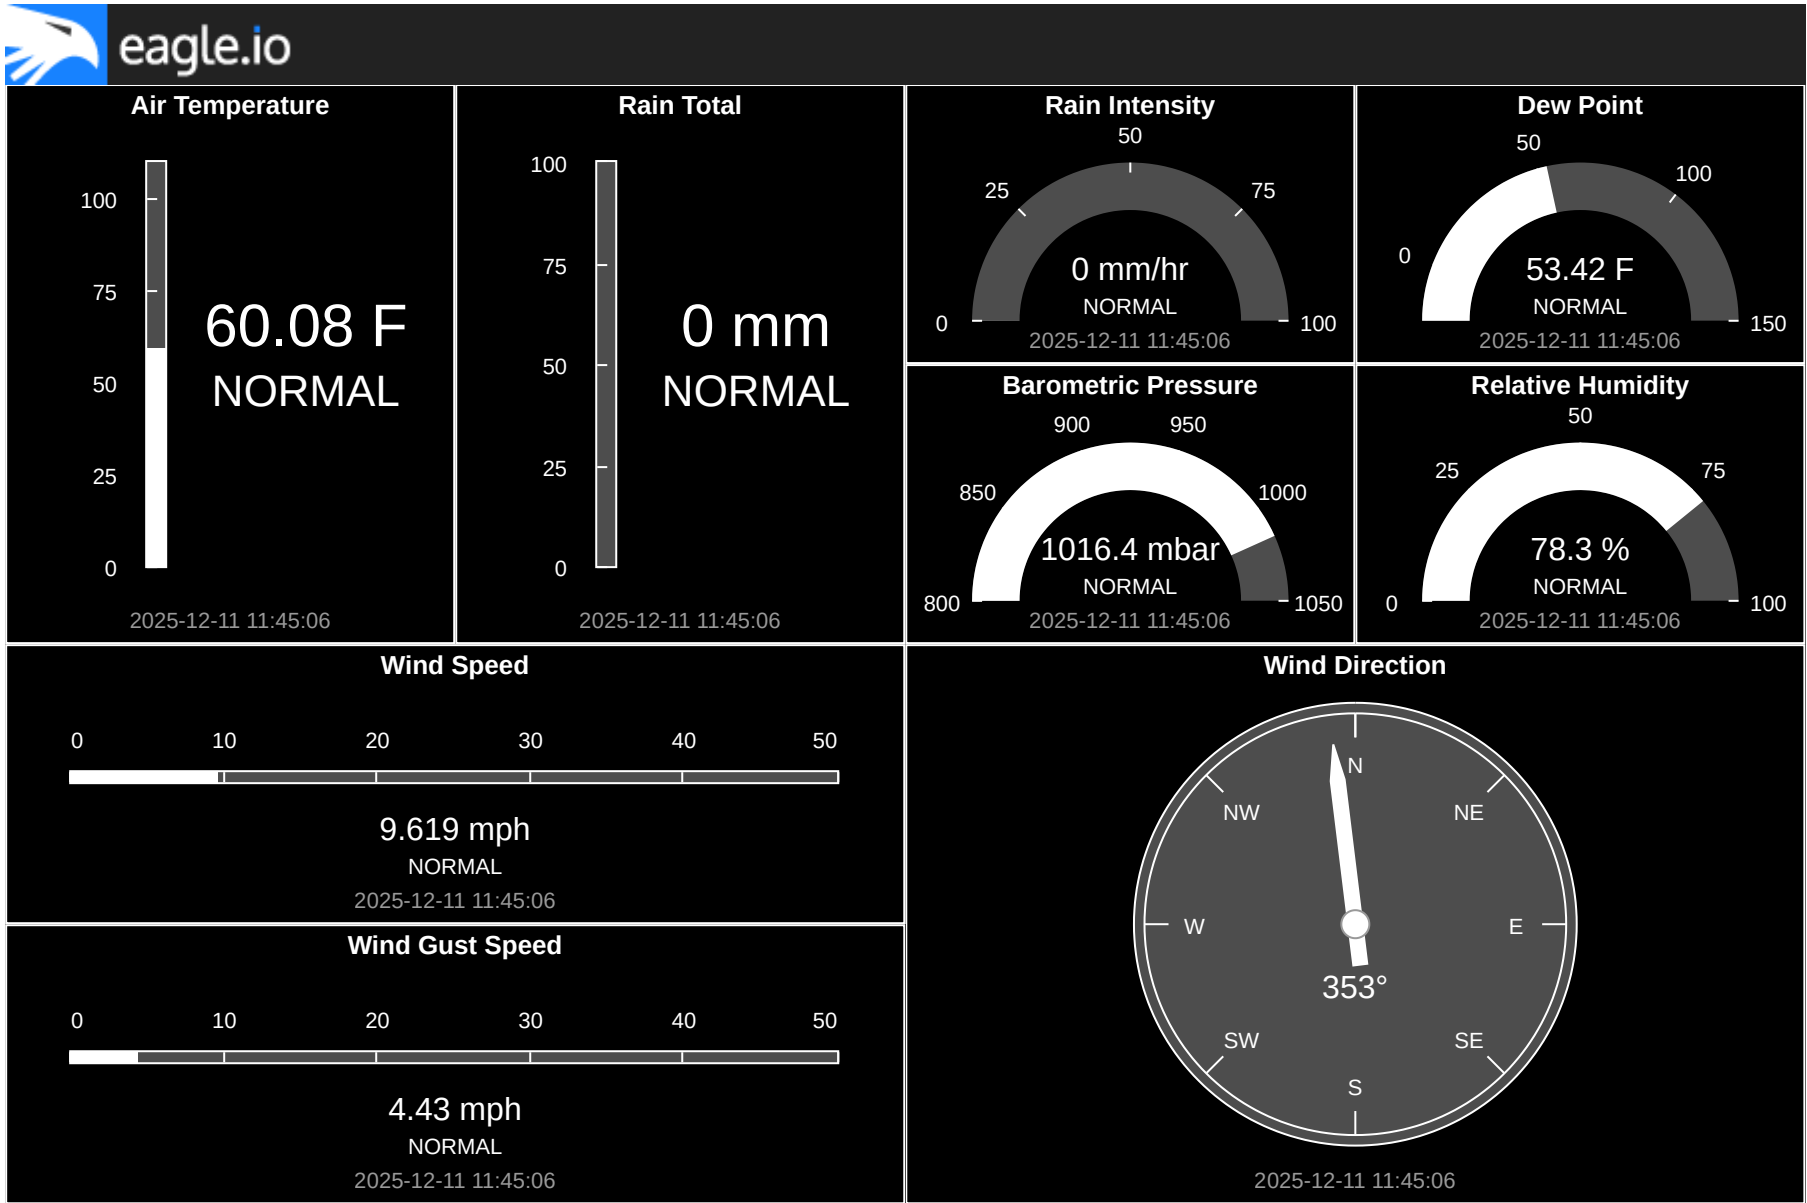 eagle.io
Air Temperature
100
75
50
25
0
60.08 F
NORMAL
2025-12-11 11:45:06
Rain Total
100
75
50
25
0
0 mm
NORMAL
2025-12-11 11:45:06
Rain Intensity
50
25
75
0
100
0 mm/hr
NORMAL
2025-12-11 11:45:06
Dew Point
50
100
0
150
53.42 F
NORMAL
2025-12-11 11:45:06
Barometric Pressure
900
950
850
1000
800
1050
1016.4 mbar
NORMAL
2025-12-11 11:45:06
Relative Humidity
50
25
75
0
100
78.3 %
NORMAL
2025-12-11 11:45:06
Wind Speed
0 10 20 30 40 50
9.619 mph
NORMAL
2025-12-11 11:45:06
Wind Gust Speed
0 10 20 30 40 50
4.43 mph
NORMAL
2025-12-11 11:45:06
Wind Direction
N
NW NE
W E
353°
SW SE
S
2025-12-11 11:45:06